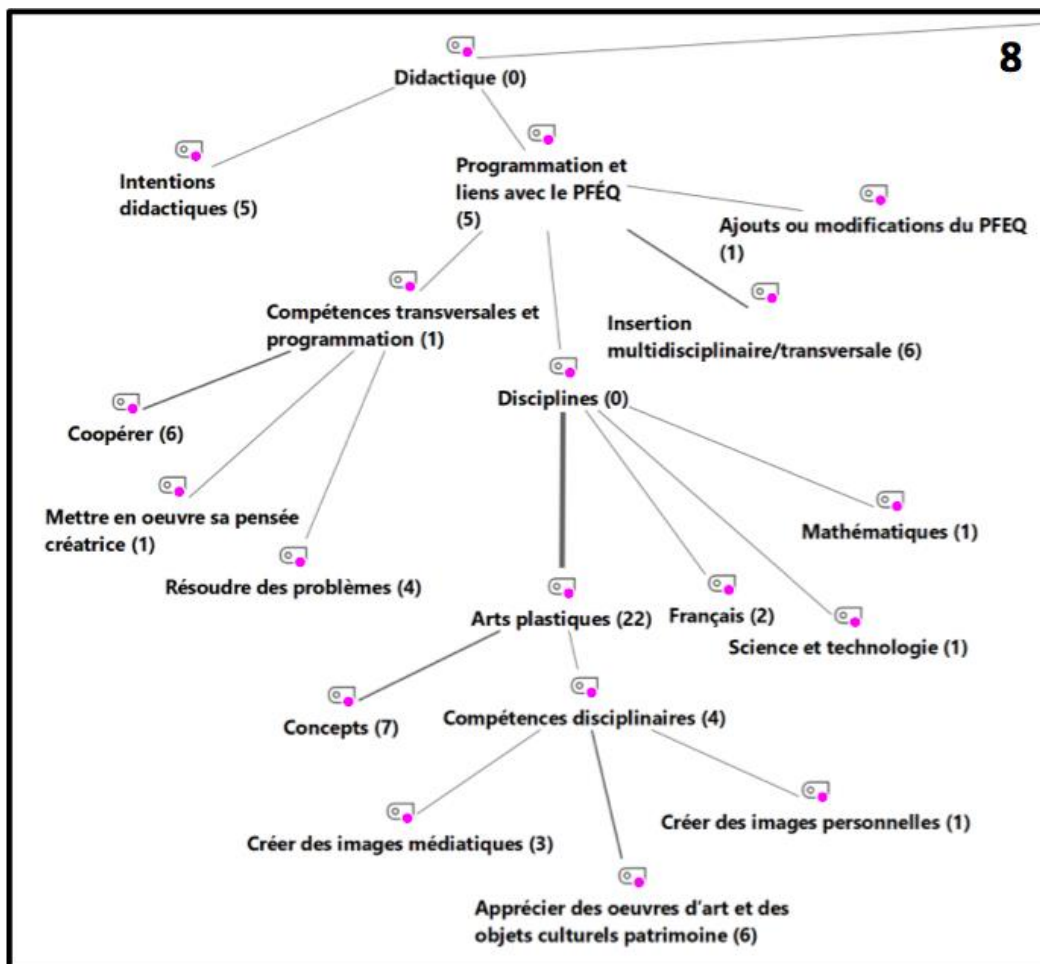 8
Didactique (0)
Intentions
didactiques (5)
Programmation et
liens avec le PFÉQ
(5)
Ajouts ou modifications du PFEQ
(1)
Compétences transversales et
programmation (1)
Insertion
multidisciplinaire/transversale (6)
Disciplines (0)
Coopérer (6)
Mettre en oeuvre sa pensée
créatrice (1)
Résoudre des problèmes (4)
Mathématiques (1)
Arts plastiques (22)
Français (2)
Science et technologie (1)
Concepts (7)
Compétences disciplinaires (4)
Créer des images médiatiques (3)
Créer des images personnelles (1)
Apprécier des oeuvres d'art et des
objets culturels patrimoine (6)